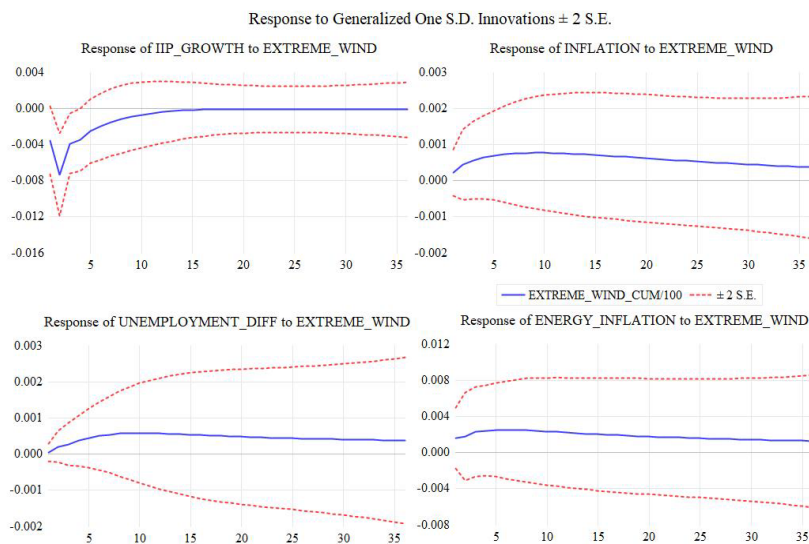 Response to Generalized One S.D. Innovations ± 2 S.E.
Response of IIP_GROWTH to EXTREME_WIND
0.004
0.000
-0.004
-0.008
-0.012
-0.016
5 10 15 20 25 30 35
Response of INFLATION to EXTREME_WIND
0.003
0.002
0.001
0.000
-0.001
-0.002
5 10 15 20 25 30 35
EXTREME_WIND_CUM/100 ± 2 S.E.
Response of UNEMPLOYMENT_DIFF to EXTREME_WIND
0.003
0.002
0.001
0.000
-0.001
-0.002
5 10 15 20 25 30 35
Response of ENERGY_INFLATION to EXTREME_WIND
0.012
0.008
0.004
0.000
-0.004
-0.008
5 10 15 20 25 30 35